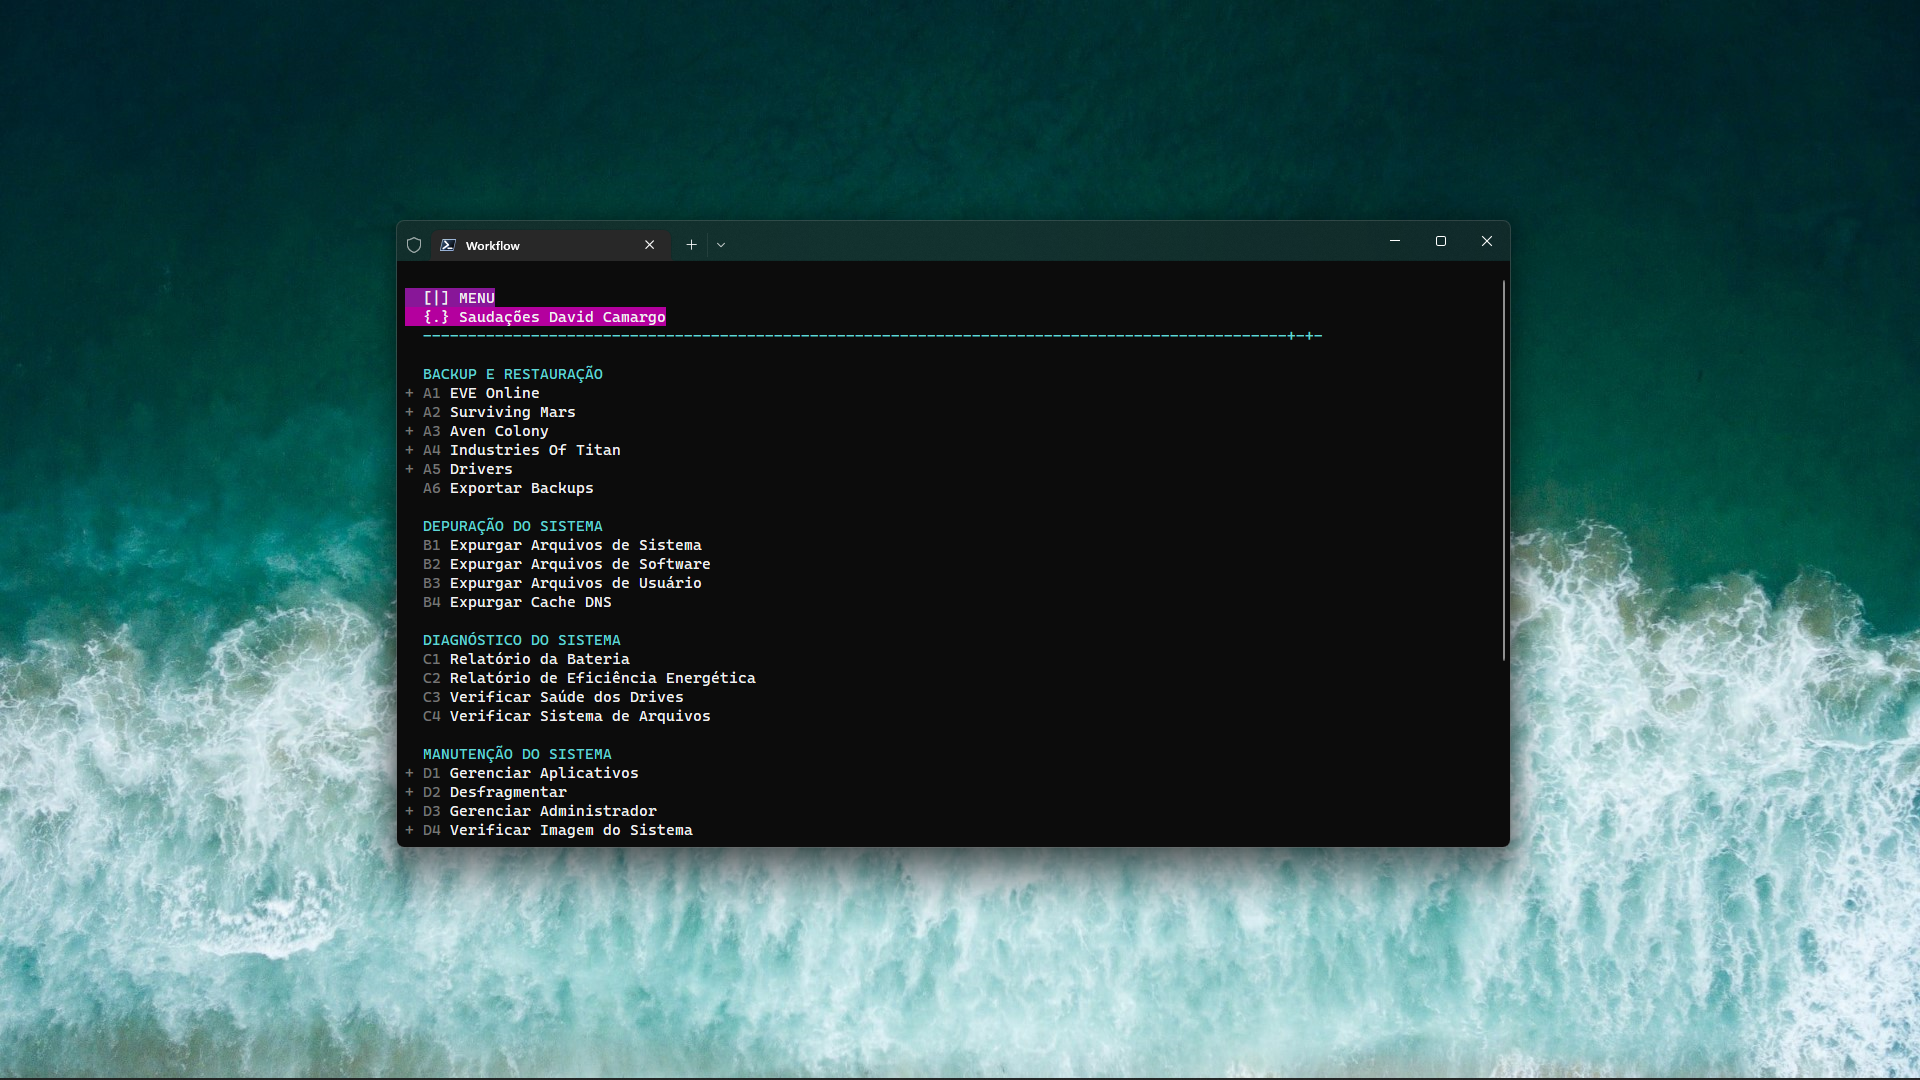 Workflow
[|] MENU
{.} Saudações David Camargo
------------------------------------------------------------------------------------------------+-+-
BACKUP E RESTAURAÇÃO
+ A1 EVE Online
+ A2 Surviving Mars
+ A3 Aven Colony
+ A4 Industries Of Titan
+ A5 Drivers
A6 Exportar Backups
DEPURAÇÃO DO SISTEMA
B1 Expurgar Arquivos de Sistema
B2 Expurgar Arquivos de Software
B3 Expurgar Arquivos de Usuário
B4 Expurgar Cache DNS
DIAGNÓSTICO DO SISTEMA
C1 Relatório da Bateria
C2 Relatório de Eficiência Energética
C3 Verificar Saúde dos Drives
C4 Verificar Sistema de Arquivos
MANUTENÇÃO DO SISTEMA
+ D1 Gerenciar Aplicativos
+ D2 Desfragmentar
+ D3 Gerenciar Administrador
+ D4 Verificar Imagem do Sistema